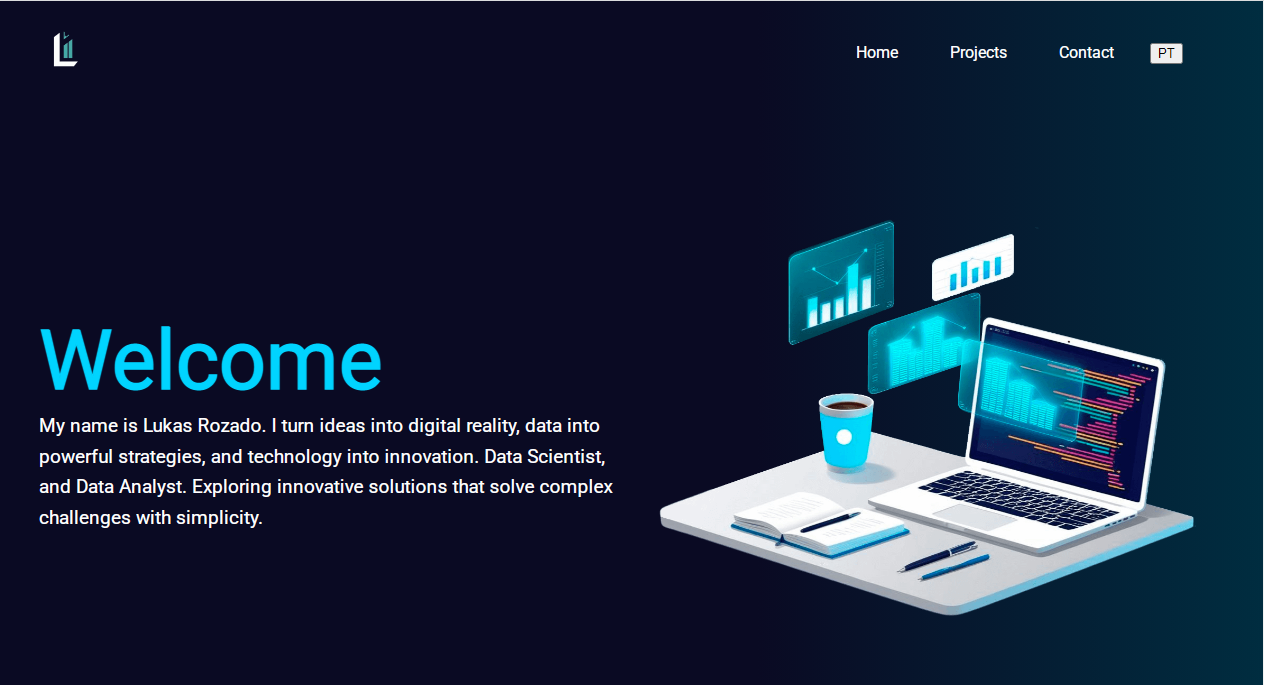 Home Projects Contact PT
Welcome
My name is Lukas Rozado. I turn ideas into digital reality, data into
powerful strategies, and technology into innovation. Data Scientist,
and Data Analyst. Exploring innovative solutions that solve complex
challenges with simplicity.